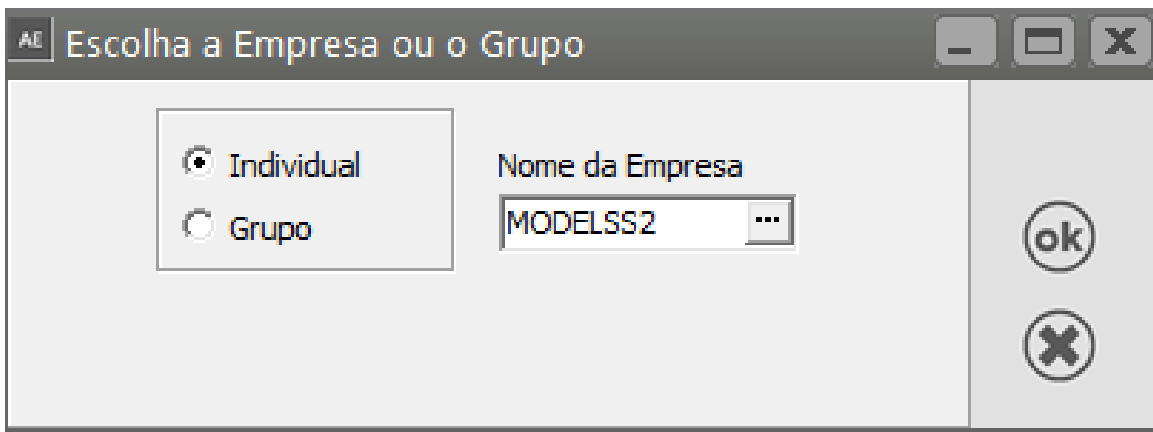 AE Escolha a Empresa ou o Grupo
Individual
Nome da Empresa
Grupo
MODELSS2 ...
ok